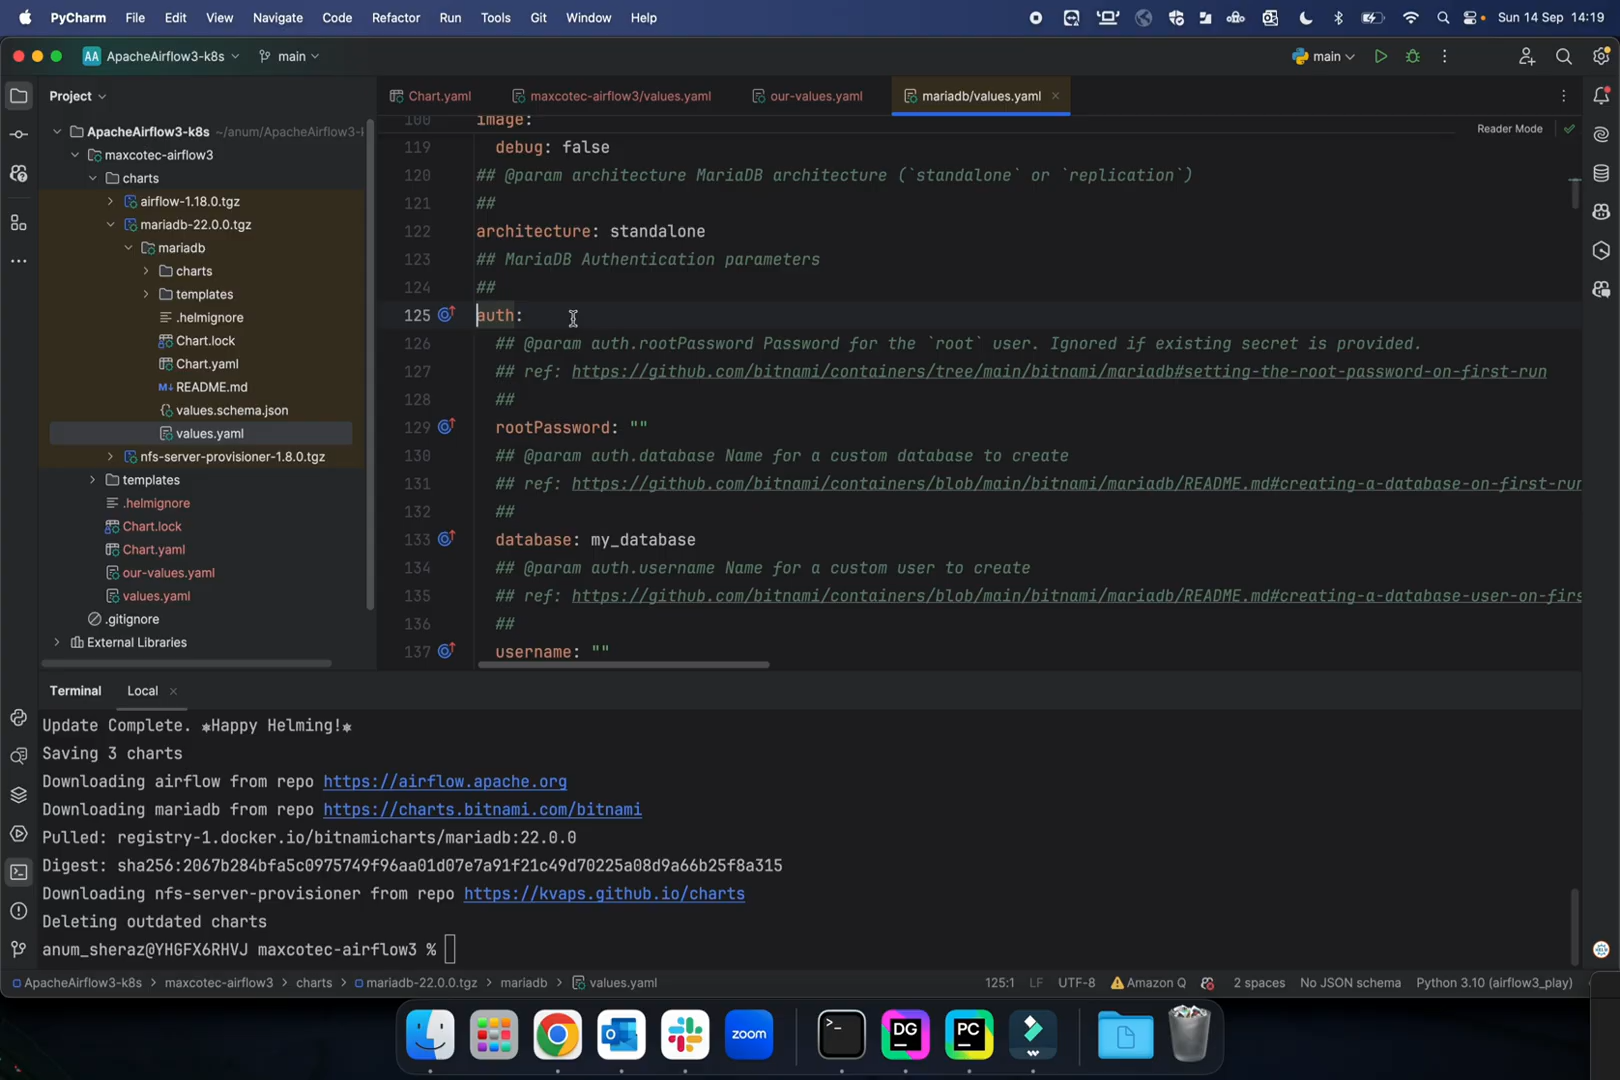 PyCharm File Edit View Navigate Code Refactor Run Tools Git Window Help Sun 14 Sep 14:19
AA ApacheAirflow3-k8s main main
Project Chart.yaml maxcotec-airflow3/values.yaml our-values.yaml mariadb/values.yaml
ApacheAirflow3-k8s ~/anum/ApacheAirflow3-
maxcotec-airflow3
charts
airflow-1.18.0.tgz
mariadb-22.0.0.tgz
mariadb
charts
templates
.helmignore
Chart.lock
Chart.yaml
README.md
values.schema.json
values.yaml
nfs-server-provisioner-1.8.0.tgz
templates
.helmignore
Chart.lock
Chart.yaml
our-values.yaml
values.yaml
.gitignore
External Libraries
Reader Mode
100 image:
119 debug: false
120 ## @param architecture MariaDB architecture (`standalone` or `replication`)
121 ##
122 architecture: standalone
123 ## MariaDB Authentication parameters
124 ##
125 auth:
126 ## @param auth.rootPassword Password for the `root` user. Ignored if existing secret is provided.
127 ## ref: https://github.com/bitnami/containers/tree/main/bitnami/mariadb#setting-the-root-password-on-first-run
128 ##
129 rootPassword: ""
130 ## @param auth.database Name for a custom database to create
131 ## ref: https://github.com/bitnami/containers/blob/main/bitnami/mariadb/README.md#creating-a-database-on-first-run
132 ##
133 database: my_database
134 ## @param auth.username Name for a custom user to create
135 ## ref: https://github.com/bitnami/containers/blob/main/bitnami/mariadb/README.md#creating-a-database-user-on-firs
136 ##
137 username: ""
Terminal Local
Update Complete. ⎈Happy Helming!⎈
Saving 3 charts
Downloading airflow from repo https://airflow.apache.org
Downloading mariadb from repo https://charts.bitnami.com/bitnami
Pulled: registry-1.docker.io/bitnamicharts/mariadb:22.0.0
Digest: sha256:2067b284bfa5c0975749f96aa01d07e7a91f21c49d70225a08d9a66b25f8a315
Downloading nfs-server-provisioner from repo https://kvaps.github.io/charts
Deleting outdated charts
anum_sheraz@YHGFX6RHVJ maxcotec-airflow3 %
ApacheAirflow3-k8s > maxcotec-airflow3 > charts > mariadb-22.0.0.tgz > mariadb > values.yaml 125:1 LF UTF-8 Amazon Q 2 spaces No JSON schema Python 3.10 (airflow3_play)
zoom DG PC